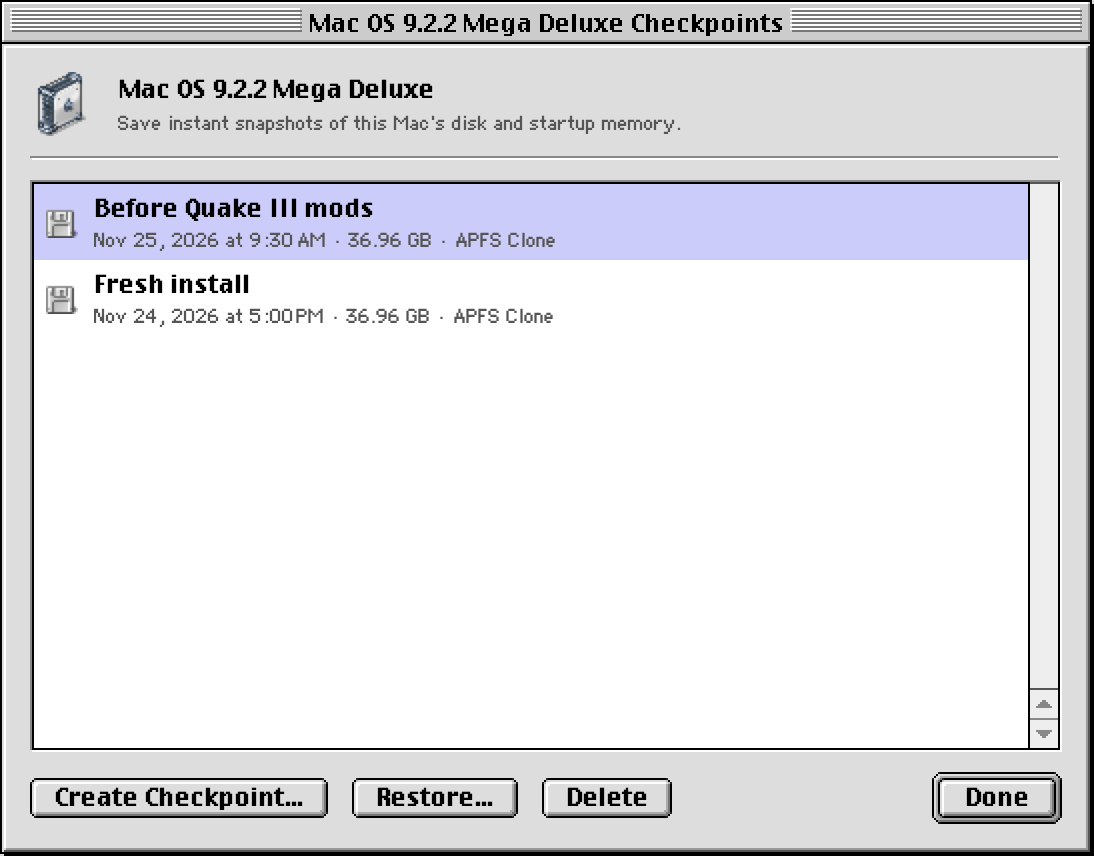 Mac OS 9.2.2 Mega Deluxe Checkpoints
Mac OS 9.2.2 Mega Deluxe
Save instant snapshots of this Mac's disk and startup memory.
Before Quake III mods
Nov 25, 2026 at 9:30 AM · 36.96 GB · APFS Clone
Fresh install
Nov 24, 2026 at 5:00 PM · 36.96 GB · APFS Clone
Create Checkpoint... Restore... Delete Done